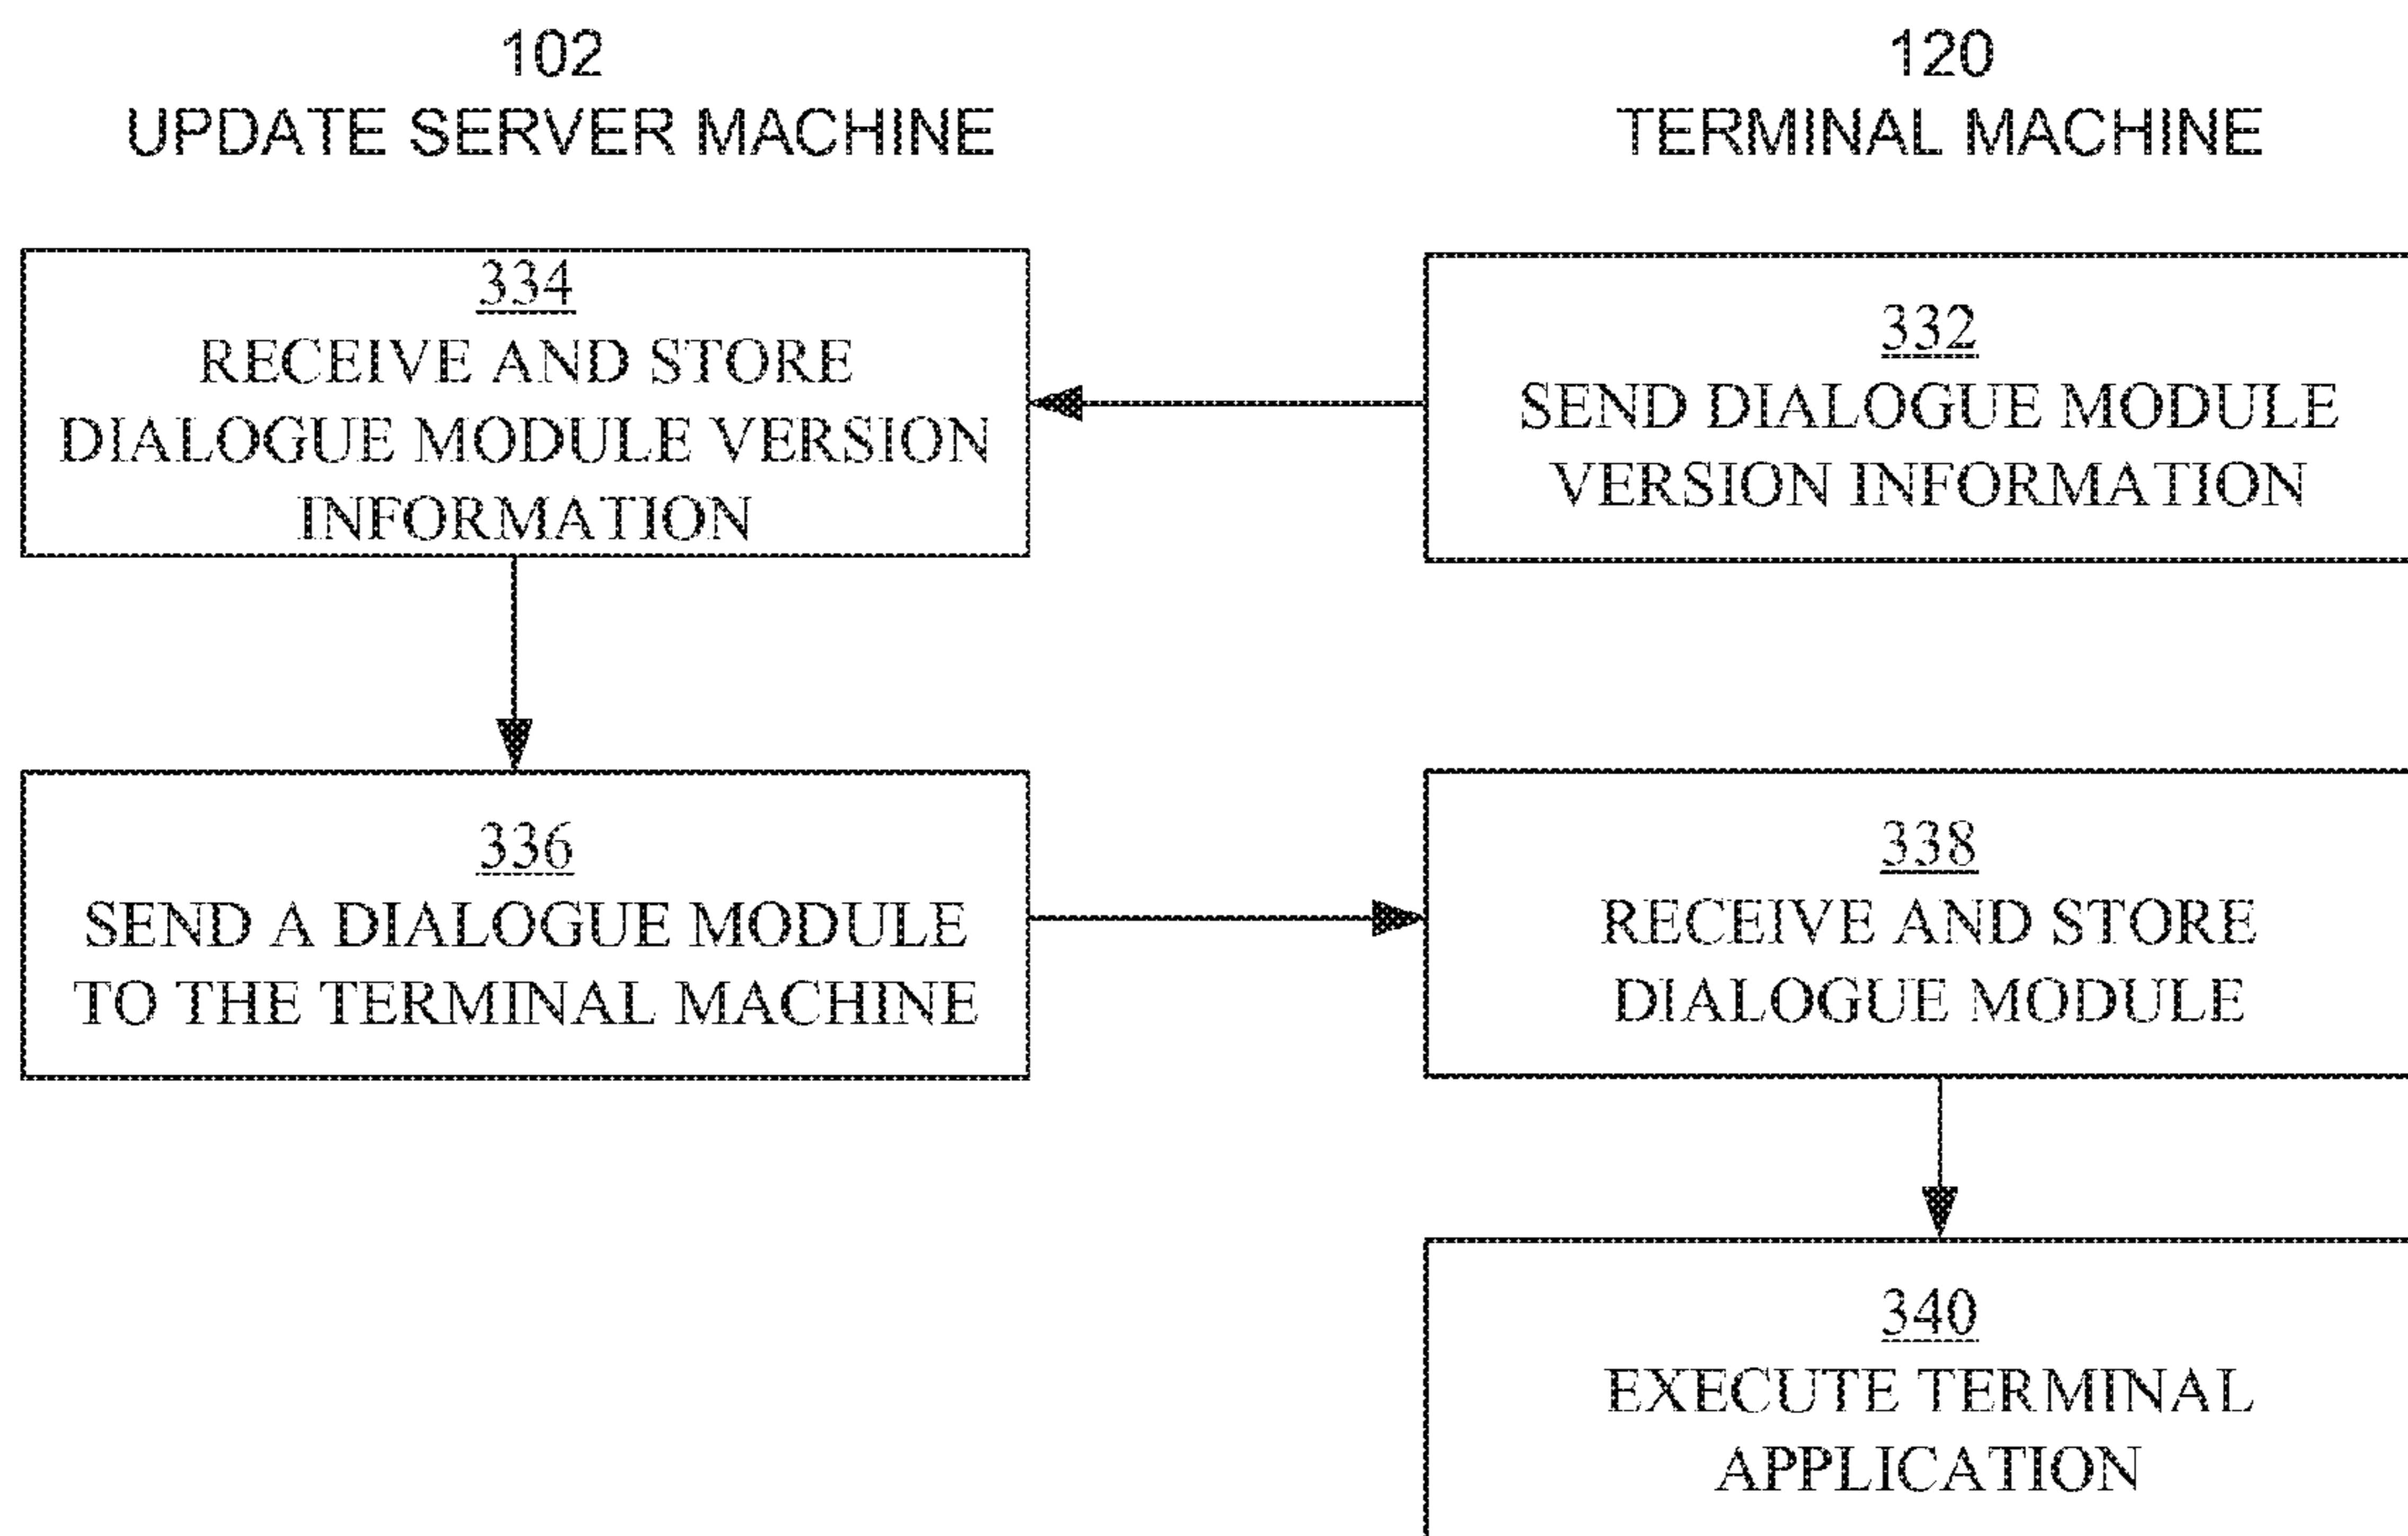 102
UPDATE SERVER MACHINE
120
TERMINAL MACHINE
334
RECEIVE AND STORE
DIALOGUE MODULE VERSION
INFORMATION
332
SEND DIALOGUE MODULE
VERSION INFORMATION
336
SEND A DIALOGUE MODULE
TO THE TERMINAL MACHINE
338
RECEIVE AND STORE
DIALOGUE MODULE
340
EXECUTE TERMINAL
APPLICATION